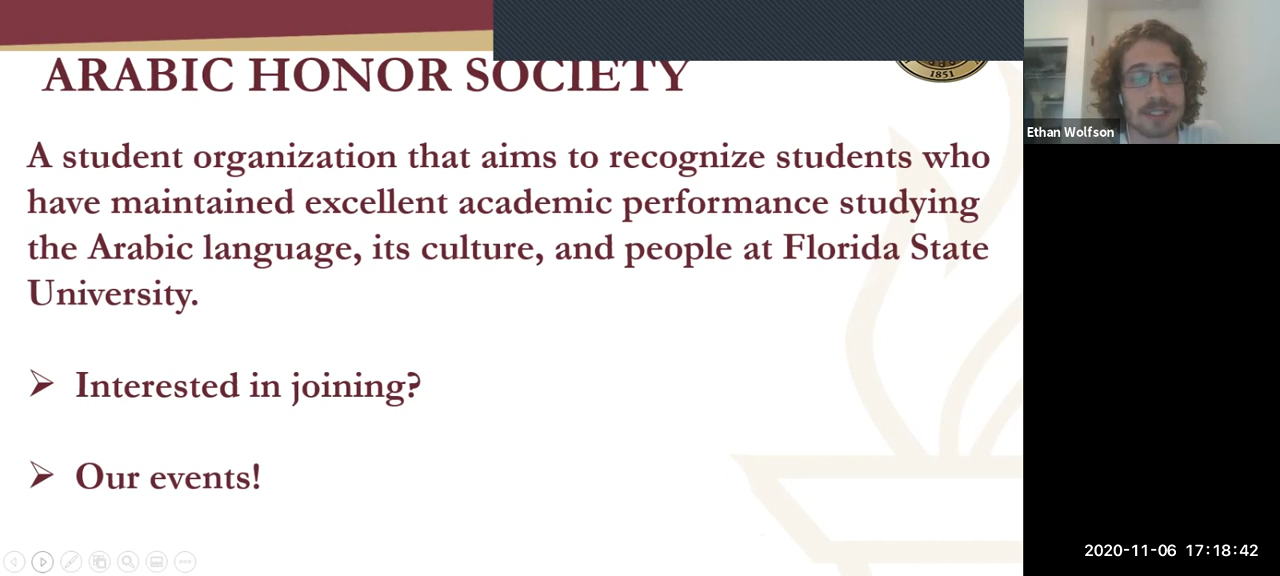 ARABIC HONOR SOCIETY
1851
A student organization that aims to recognize students who
have maintained excellent academic performance studying
the Arabic language, its culture, and people at Florida State
University.
➢ Interested in joining?
➢ Our events!
Ethan Wolfson
2020-11-06 17:18:42